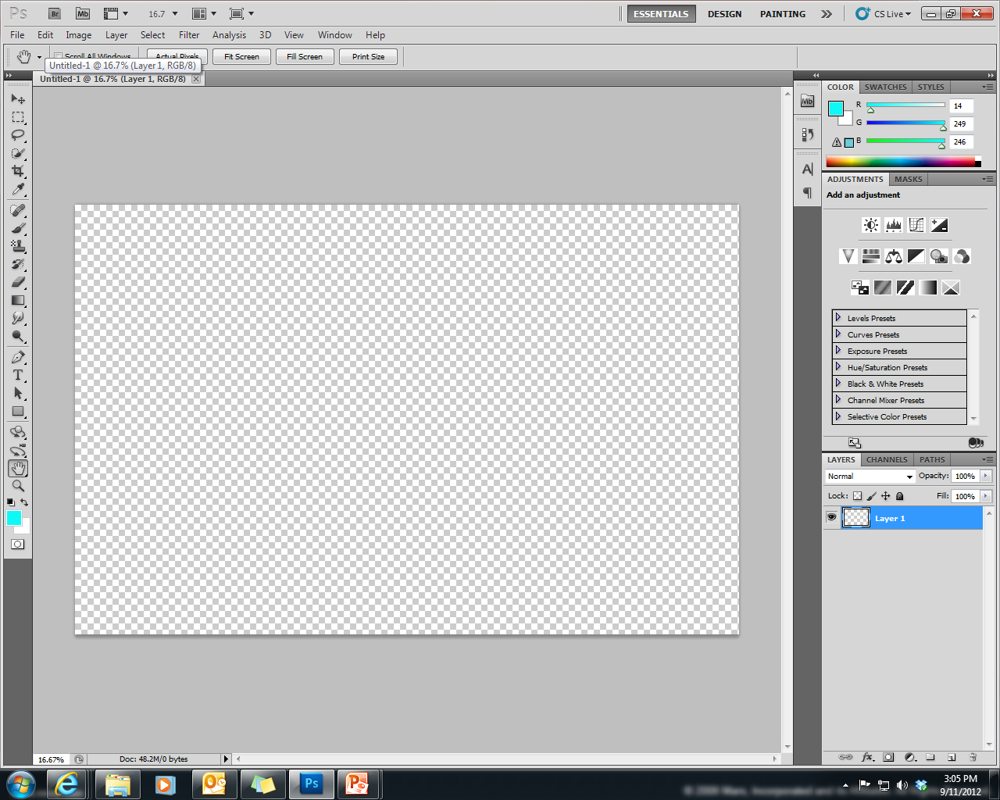 Ps Br Mb 16.7 ESSENTIALS DESIGN PAINTING CS Live
File Edit Image Layer Select Filter Analysis 3D View Window Help
Scroll All Windows Actual Pixels Fit Screen Fill Screen Print Size
Untitled-1 @ 16.7% (Layer 1, RGB/8)
Untitled-1 @ 16.7% (Layer 1, RGB/8)
COLOR SWATCHES STYLES
Mb
R 14
G 249
B 246
A
ADJUSTMENTS MASKS
Add an adjustment
Levels Presets
Curves Presets
Exposure Presets
Hue/Saturation Presets
Black & White Presets
Channel Mixer Presets
Selective Color Presets
T
LAYERS CHANNELS PATHS
Normal Opacity: 100%
Lock: Fill: 100%
Layer 1
fx
16.67% Doc: 48.2M/0 bytes
Ps
3:05 PM
9/11/2012